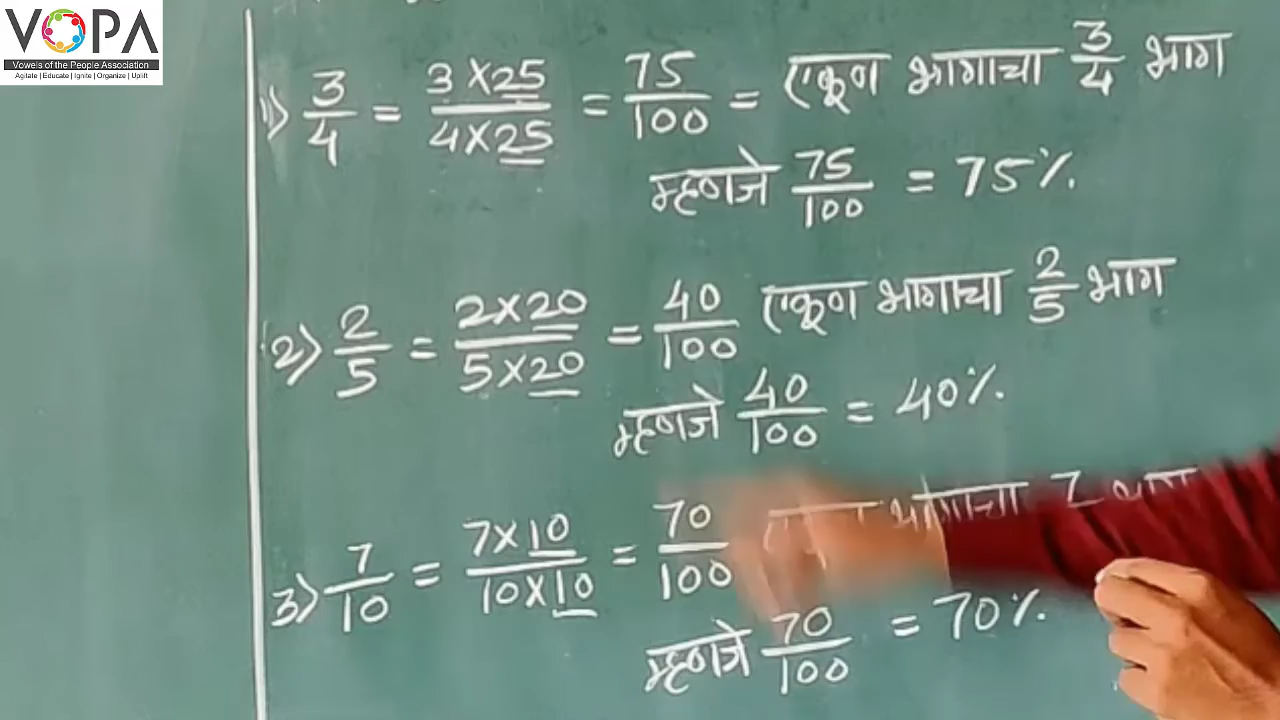 VOPA
Vowels of the People Association
Agitate | Educate | Ignite | Organize | Uplift
1) 3/4 = 3×25/4×25 = 75/100 = एकूण भागाचा 3/4 भाग
म्हणजे 75/100 = 75%.
2) 2/5 = 2×20/5×20 = 40/100 एकूण भागाचा 2/5 भाग
म्हणजे 40/100 = 40%.
3) 7/10 = 7×10/10×10 = 70/100 भागाचा 7 भाग
म्हणजे 70/100 = 70%.